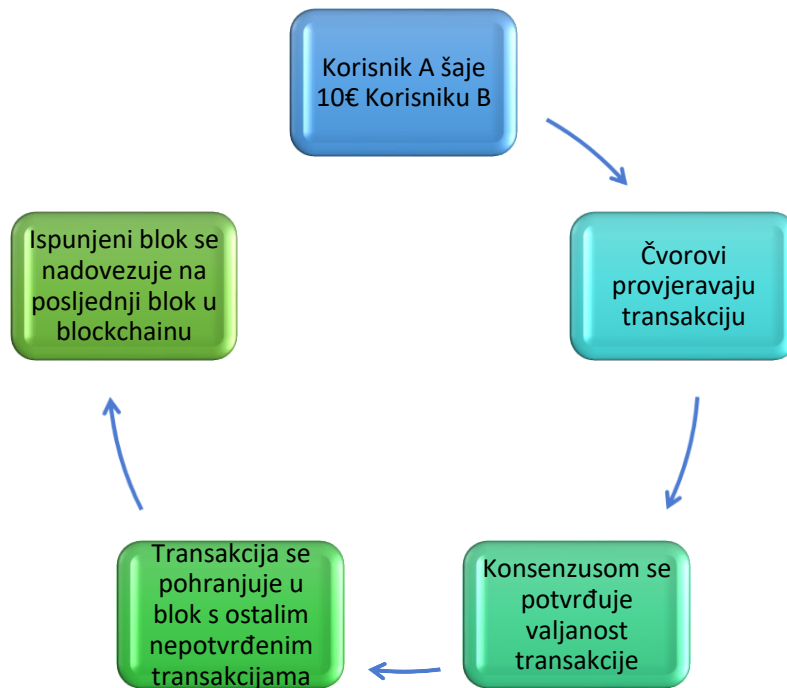 Korisnik A šaje
10€ Korisniku B
Čvorovi
provjeravaju
transakciju
Konsenzusom se
potvrđuje
valjanost
transakcije
Transakcija se
pohranjuje u
blok s ostalim
nepotvrđenim
transakcijama
Ispunjeni blok se
nadovezuje na
posljednji blok u
blockchainu